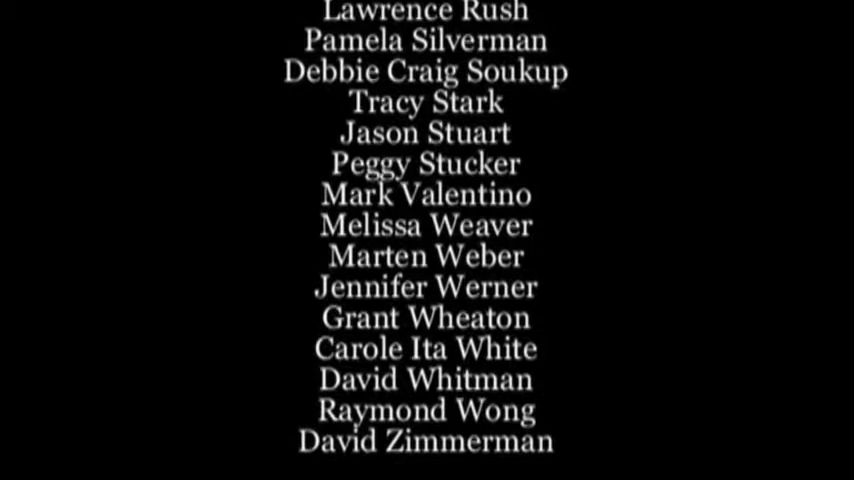 Lawrence Rush
Pamela Silverman
Debbie Craig Soukup
Tracy Stark
Jason Stuart
Peggy Stucker
Mark Valentino
Melissa Weaver
Marten Weber
Jennifer Werner
Grant Wheaton
Carole Ita White
David Whitman
Raymond Wong
David Zimmerman